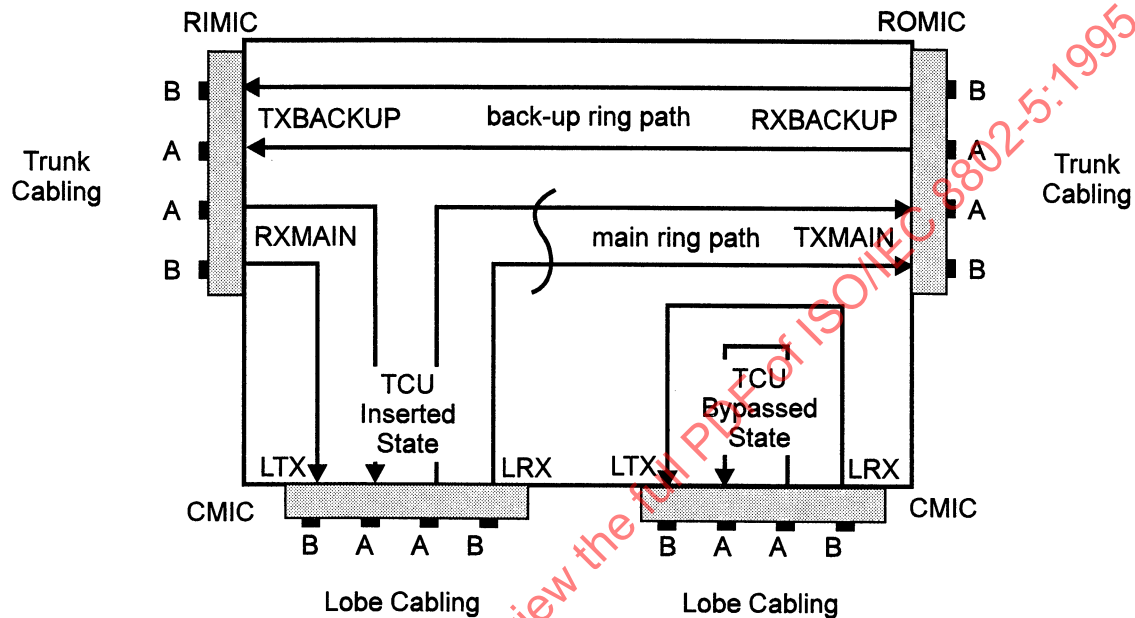 RIMIC
ROMIC
B
TXBACKUP
back-up ring path
RXBACKUP
B
A
A
Trunk
Cabling
Trunk
Cabling
A
RXMAIN
main ring path
TXMAIN
A
B
B
TCU
Inserted
State
TCU
Bypassed
State
LTX
LRX
LTX
LRX
CMIC
CMIC
B A A B
B A A B
Lobe Cabling
Lobe Cabling
iew the full PDF of ISO/IEC 8802-5:1995